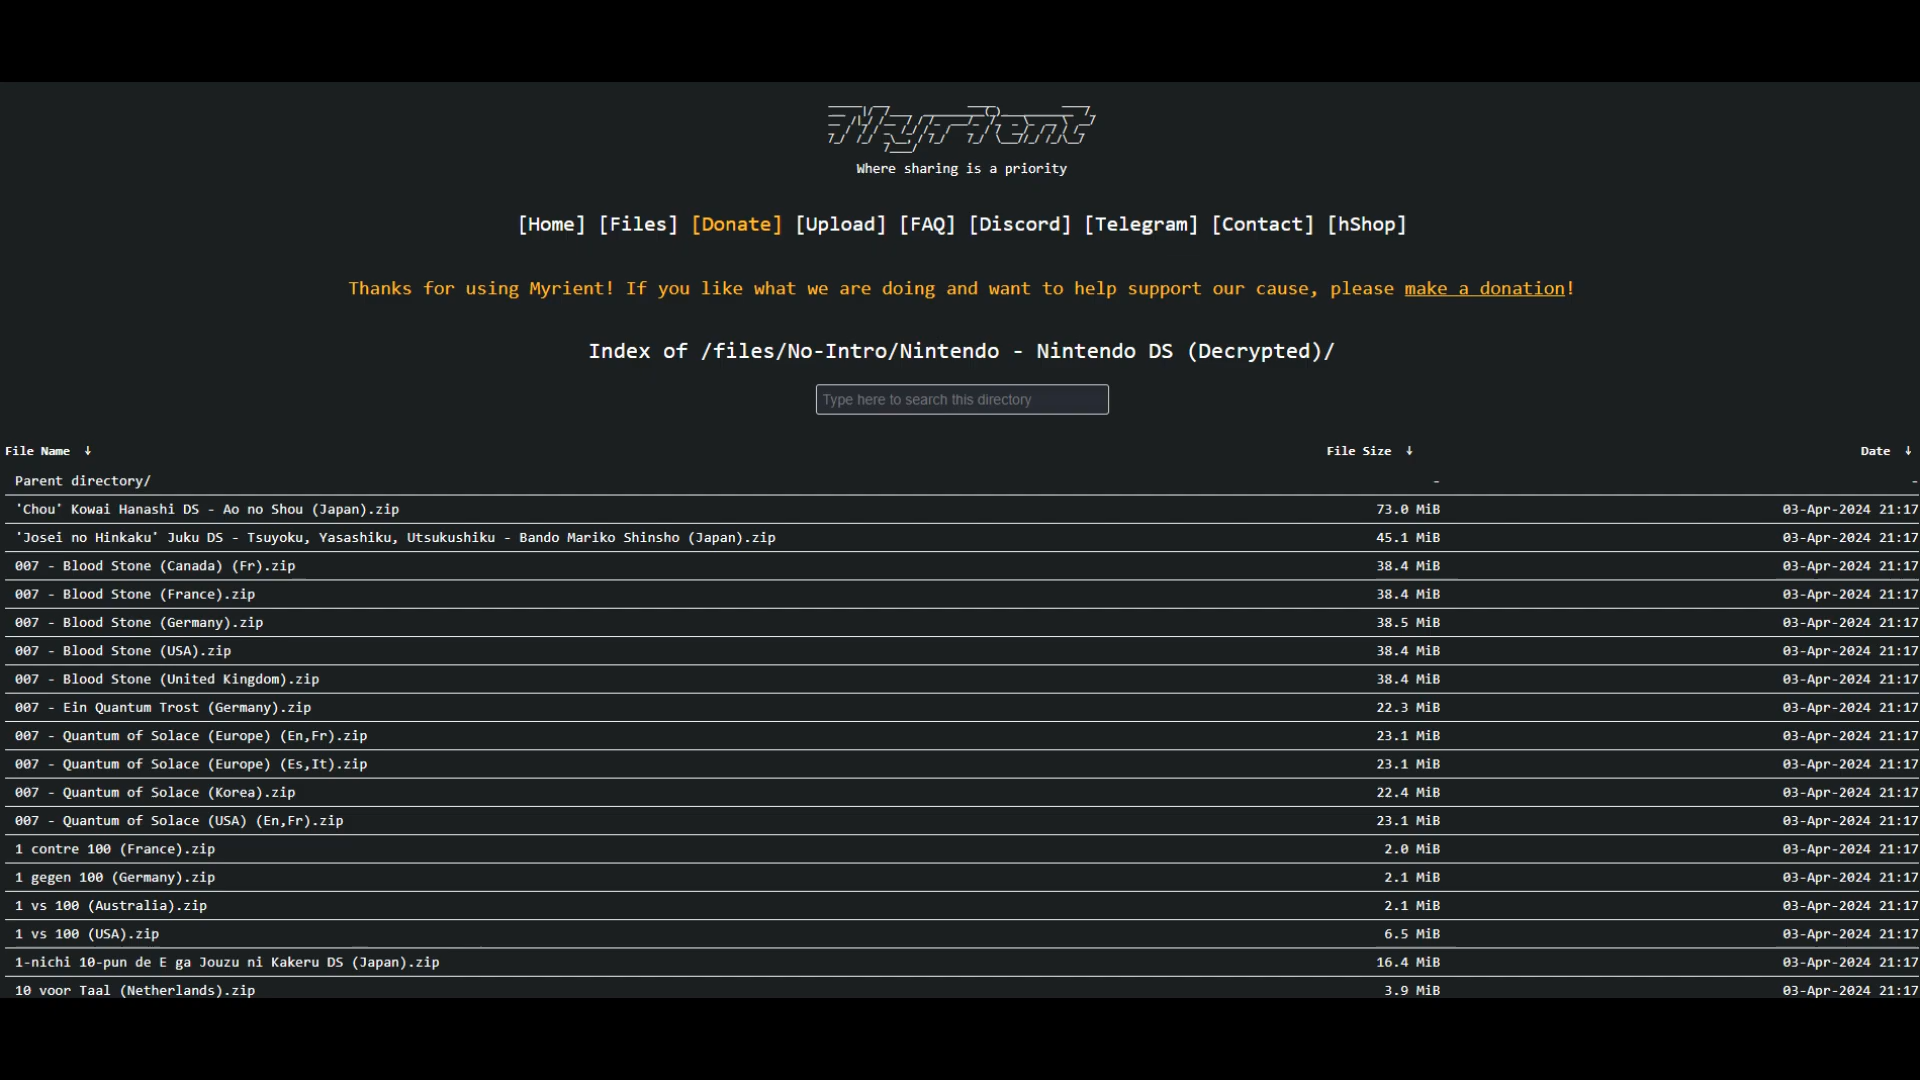 Myrient
Where sharing is a priority
[Home] [Files] [Donate] [Upload] [FAQ] [Discord] [Telegram] [Contact] [hShop]
Thanks for using Myrient! If you like what we are doing and want to help support our cause, please make a donation!
Index of /files/No-Intro/Nintendo - Nintendo DS (Decrypted)/
Type here to search this directory
File Name ↓ File Size ↓ Date ↓
Parent directory/ - -
'Chou' Kowai Hanashi DS - Ao no Shou (Japan).zip 73.0 MiB 03-Apr-2024 21:17
'Josei no Hinkaku' Juku DS - Tsuyoku, Yasashiku, Utsukushiku - Bando Mariko Shinsho (Japan).zip 45.1 MiB 03-Apr-2024 21:17
007 - Blood Stone (Canada) (Fr).zip 38.4 MiB 03-Apr-2024 21:17
007 - Blood Stone (France).zip 38.4 MiB 03-Apr-2024 21:17
007 - Blood Stone (Germany).zip 38.5 MiB 03-Apr-2024 21:17
007 - Blood Stone (USA).zip 38.4 MiB 03-Apr-2024 21:17
007 - Blood Stone (United Kingdom).zip 38.4 MiB 03-Apr-2024 21:17
007 - Ein Quantum Trost (Germany).zip 22.3 MiB 03-Apr-2024 21:17
007 - Quantum of Solace (Europe) (En,Fr).zip 23.1 MiB 03-Apr-2024 21:17
007 - Quantum of Solace (Europe) (Es,It).zip 23.1 MiB 03-Apr-2024 21:17
007 - Quantum of Solace (Korea).zip 22.4 MiB 03-Apr-2024 21:17
007 - Quantum of Solace (USA) (En,Fr).zip 23.1 MiB 03-Apr-2024 21:17
1 contre 100 (France).zip 2.0 MiB 03-Apr-2024 21:17
1 gegen 100 (Germany).zip 2.1 MiB 03-Apr-2024 21:17
1 vs 100 (Australia).zip 2.1 MiB 03-Apr-2024 21:17
1 vs 100 (USA).zip 6.5 MiB 03-Apr-2024 21:17
1-nichi 10-pun de E ga Jouzu ni Kakeru DS (Japan).zip 16.4 MiB 03-Apr-2024 21:17
10 voor Taal (Netherlands).zip 3.9 MiB 03-Apr-2024 21:17